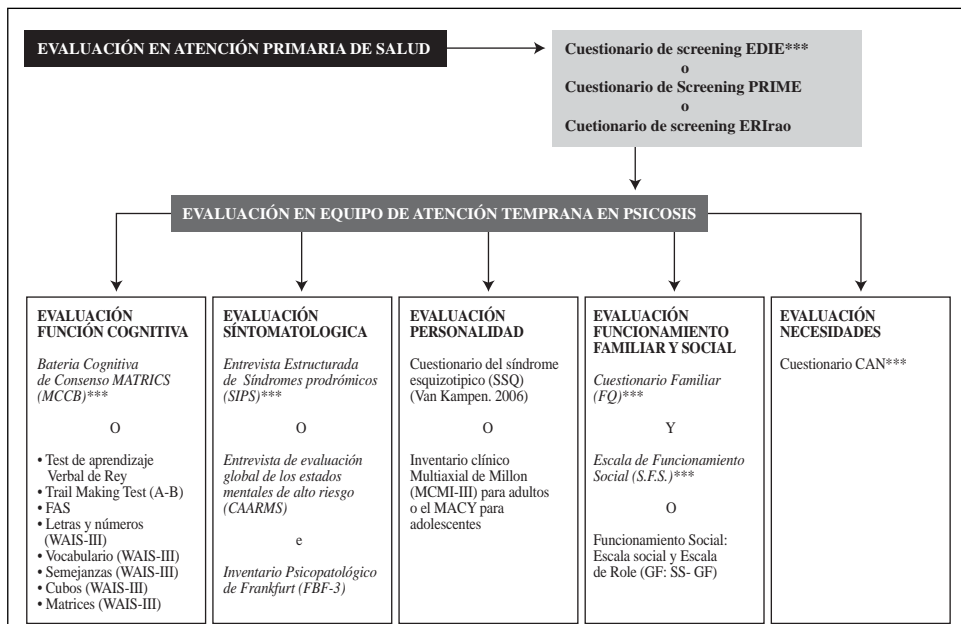 EVALUACIÓN EN ATENCIÓN PRIMARIA DE SALUD
Cuestionario de screening EDIE***
o
Cuestionario de Screening PRIME
o
Cuetionario de screening ERIrao
EVALUACIÓN EN EQUIPO DE ATENCIÓN TEMPRANA EN PSICOSIS
EVALUACIÓN
FUNCIÓN COGNITIVA
Bateria Cognitiva
de Consenso MATRICS
(MCCB)***
O
• Test de aprendizaje
Verbal de Rey
• Trail Making Test (A-B)
• FAS
• Letras y números
(WAIS-III)
• Vocabulario (WAIS-III)
• Semejanzas (WAIS-III)
• Cubos (WAIS-III)
• Matrices (WAIS-III)
EVALUACIÓN
SÍNTOMATOLOGICA
Entrevista Estructurada
de Síndromes prodrómicos
(SIPS)***
O
Entrevista de evaluación
global de los estados
mentales de alto riesgo
(CAARMS)
e
Inventario Psicopatológico
de Frankfurt (FBF-3)
EVALUACIÓN
PERSONALIDAD
Cuestionario del síndrome
esquizotipico (SSQ)
(Van Kampen. 2006)
O
Inventario clínico
Multiaxial de Millon
(MCMI-III) para adultos
o el MACY para
adolescentes
EVALUACIÓN
FUNCIONAMIENTO
FAMILIAR Y SOCIAL
Cuestionario Familiar
(FQ)***
Y
Escala de Funcionamiento
Social (S.F.S.)***
O
Funcionamiento Social:
Escala social y Escala
de Role (GF: SS- GF)
EVALUACIÓN
NECESIDADES
Cuestionario CAN***